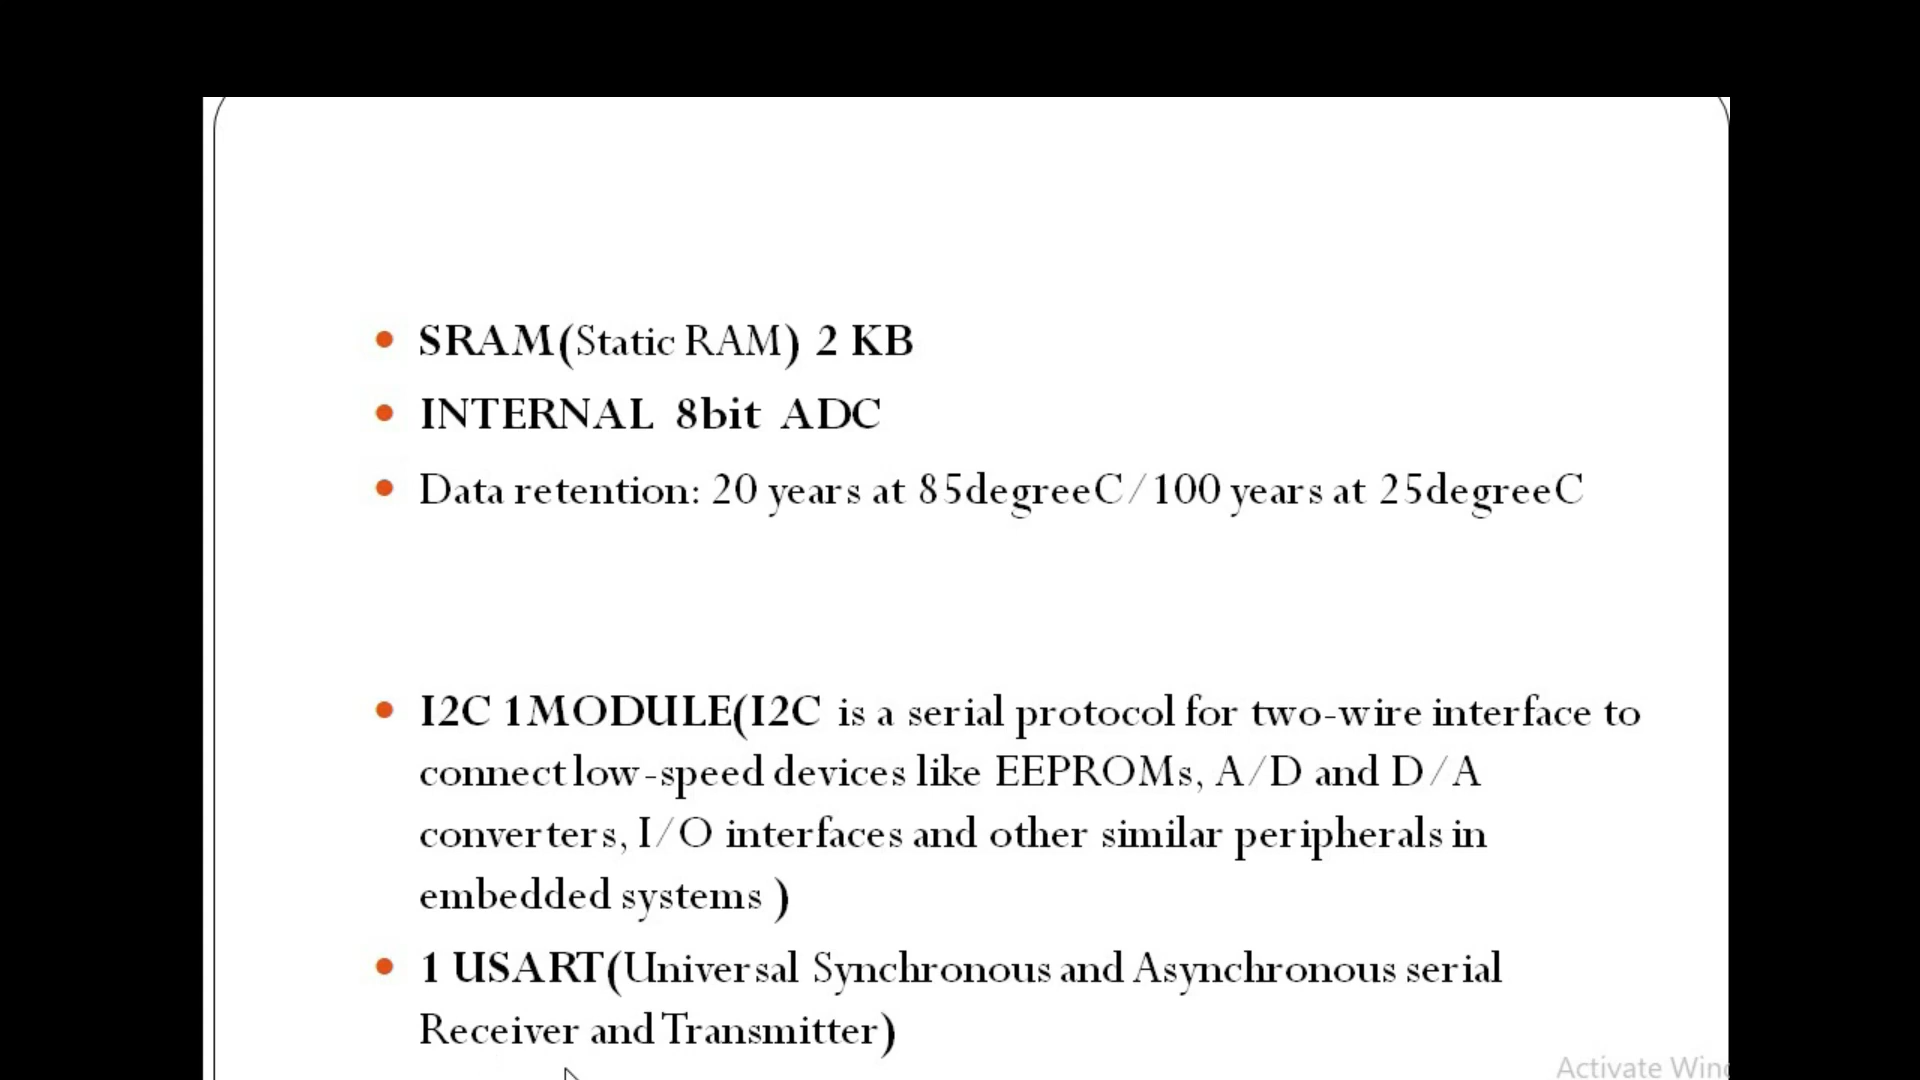 SRAM(Static RAM) 2 KB
INTERNAL 8bit ADC
Data retention: 20 years at 85degreeC/100 years at 25degreeC
I2C 1MODULE(I2C is a serial protocol for two-wire interface to
connect low-speed devices like EEPROMs, A/D and D/A
converters, I/O interfaces and other similar peripherals in
embedded systems )
1 USART(Universal Synchronous and Asynchronous serial
Receiver and Transmitter)
Activate